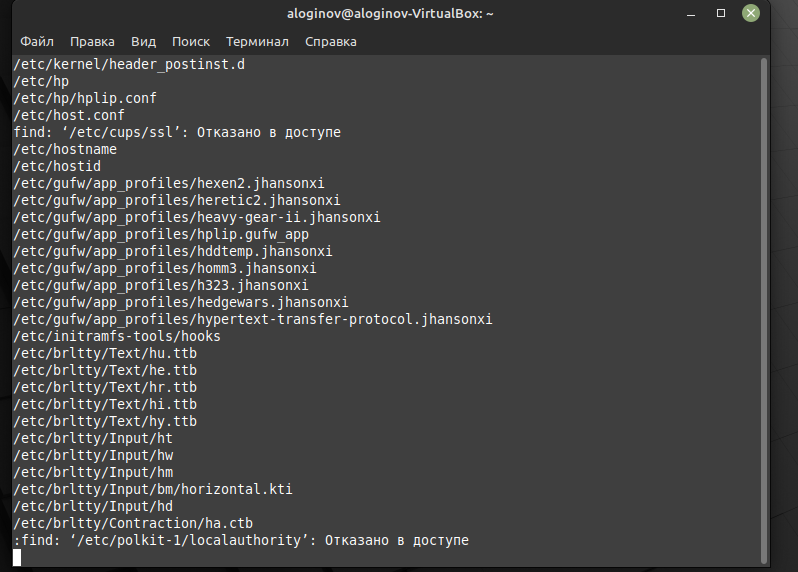 aloginov@aloginov-VirtualBox: ~
Файл Правка Вид Поиск Терминал Справка
/etc/kernel/header_postinst.d
/etc/hp
/etc/hp/hplip.conf
/etc/host.conf
find: ‘/etc/cups/ssl’: Отказано в доступе
/etc/hostname
/etc/hostid
/etc/gufw/app_profiles/hexen2.jhansonxi
/etc/gufw/app_profiles/heretic2.jhansonxi
/etc/gufw/app_profiles/heavy-gear-ii.jhansonxi
/etc/gufw/app_profiles/hplip.gufw_app
/etc/gufw/app_profiles/hddtemp.jhansonxi
/etc/gufw/app_profiles/homm3.jhansonxi
/etc/gufw/app_profiles/h323.jhansonxi
/etc/gufw/app_profiles/hedgewars.jhansonxi
/etc/gufw/app_profiles/hypertext-transfer-protocol.jhansonxi
/etc/initramfs-tools/hooks
/etc/brltty/Text/hu.ttb
/etc/brltty/Text/he.ttb
/etc/brltty/Text/hr.ttb
/etc/brltty/Text/hi.ttb
/etc/brltty/Text/hy.ttb
/etc/brltty/Input/ht
/etc/brltty/Input/hw
/etc/brltty/Input/hm
/etc/brltty/Input/bm/horizontal.kti
/etc/brltty/Input/hd
/etc/brltty/Contraction/ha.ctb
:find: ‘/etc/polkit-1/localauthority’: Отказано в доступе